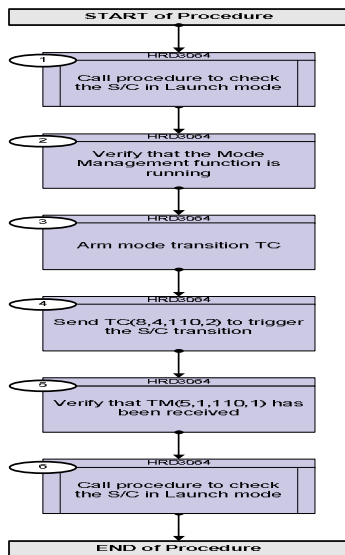 START of Procedure
1
HRD3064
Call procedure to check
the S/C in Launch mode
2
HRD3064
Verify that the Mode
Management function is
running
3
HRD3064
Arm mode transition TC
4
HRD3064
Send TC(8,4,110,2) to trigger
the S/C transition
5
HRD3064
Verify that TM(5,1,110,1) has
been received
6
HRD3064
Call procedure to check
the S/C in Launch mode
END of Procedure